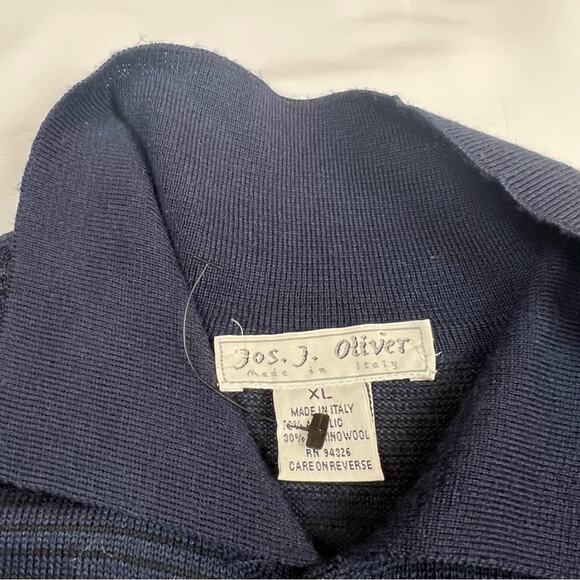 Jos. J. Oliver
Made in Italy
XL
MADE IN ITALY
30%
RN 94326
CARE ON REVERSE